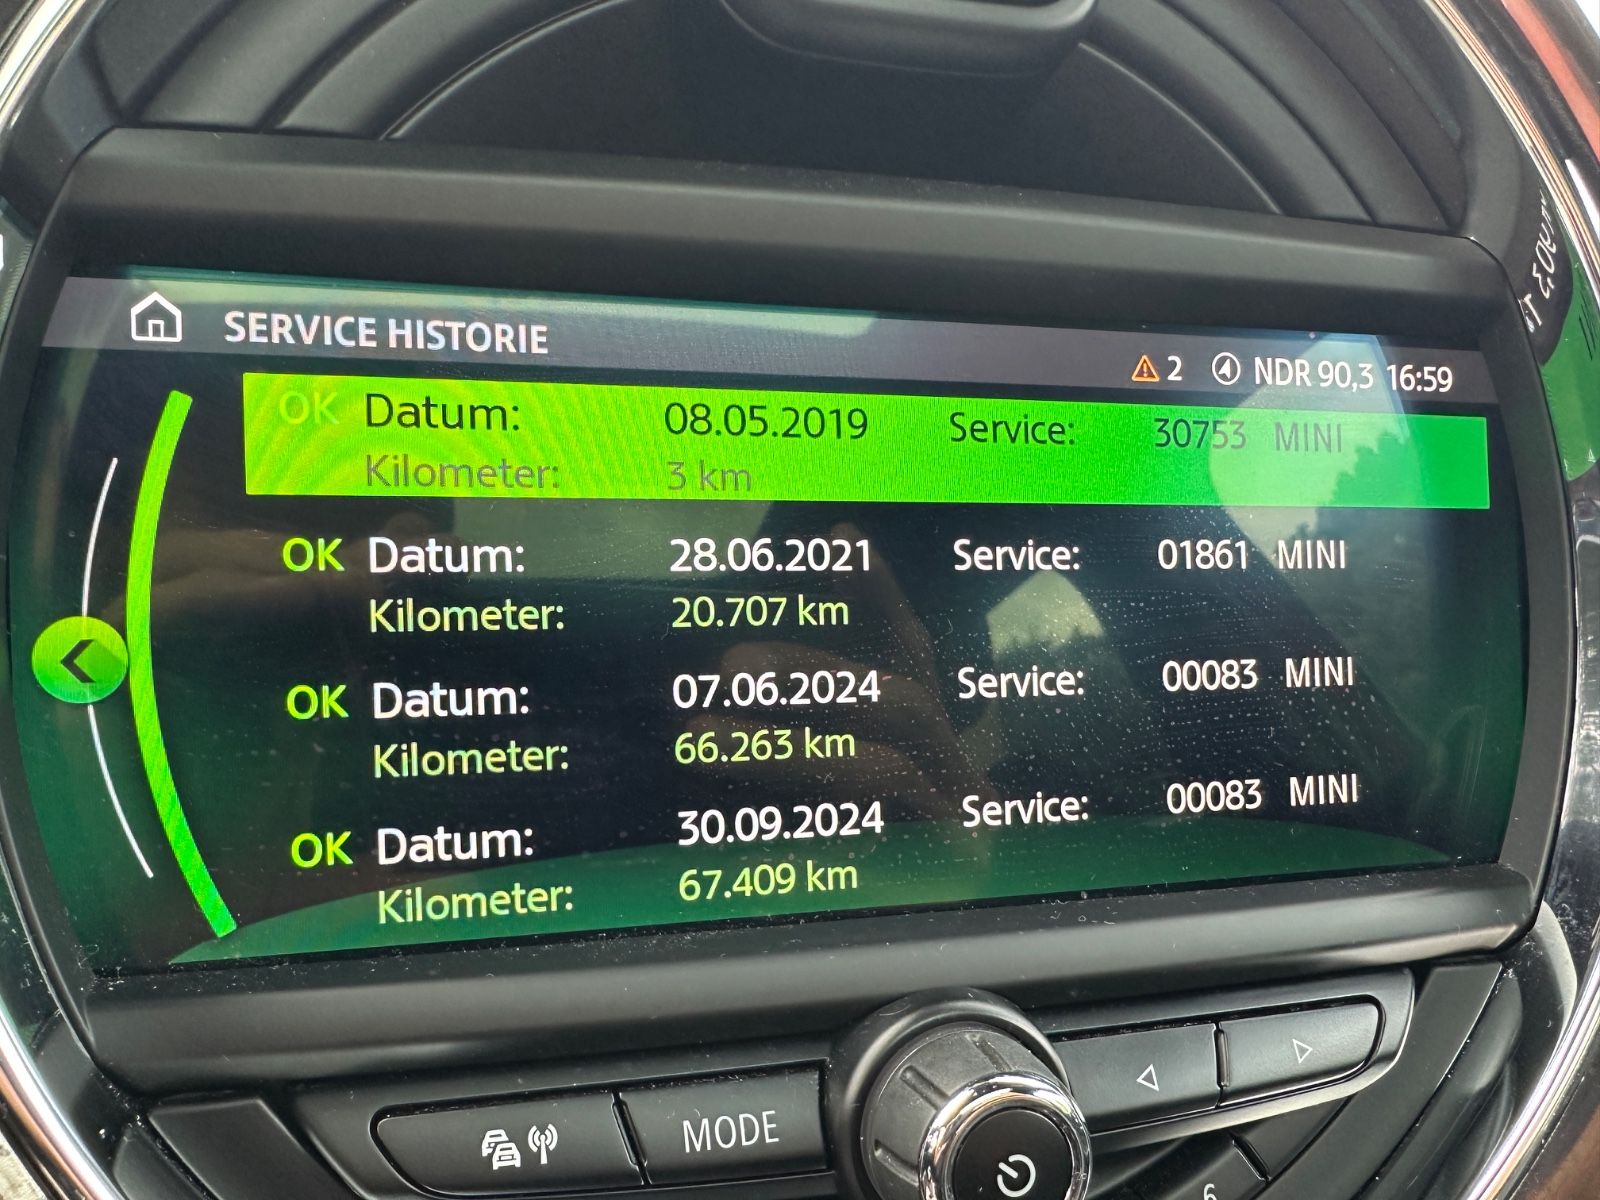 SERVICE HISTORIE
2 NDR 90,3 16:59
OK Datum: 08.05.2019 Service: 30753 MINI
Kilometer: 3 km
OK Datum: 28.06.2021 Service: 01861 MINI
Kilometer: 20.707 km
OK Datum: 07.06.2024 Service: 00083 MINI
Kilometer: 66.263 km
OK Datum: 30.09.2024 Service: 00083 MINI
Kilometer: 67.409 km
MODE
6